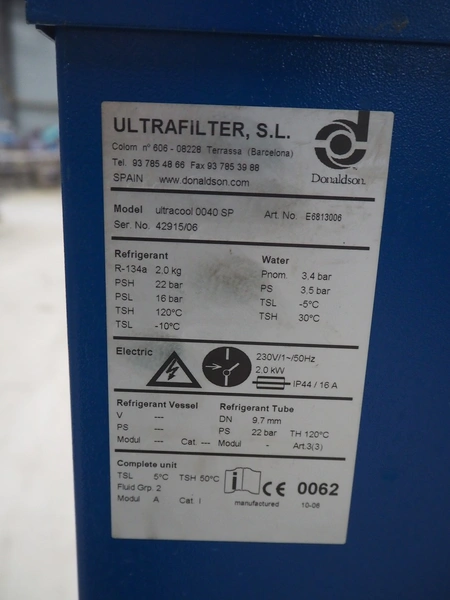 ULTRAFILTER, S.L.
Colom nº 606 - 08228 Terrassa (Barcelona)
Tel. 93 785 48 66 Fax 93 785 39 88
SPAIN www.donaldson.com
Donaldson.
Model ultracool 0040 SP Art. No. E6813006
Ser. No. 42915/06
Refrigerant
R-134a 2.0 kg
PSH 22 bar
PSL 16 bar
TSH 120°C
TSL -10°C
Water
Pnom. 3.4 bar
PS 3.5 bar
TSL -5°C
TSH 30°C
Electric
230V/1~/50Hz
2.0 kW
IP44 / 16 A
Refrigerant Vessel
V ---
PS ---
Modul --- Cat. ---
Refrigerant Tube
DN 9.7 mm
PS 22 bar TH 120°C
Modul - Art.3(3)
Complete unit
TSL 5°C TSH 50°C
Fluid Grp. 2
Modul A Cat. I
i CE 0062
manufactured 10-06